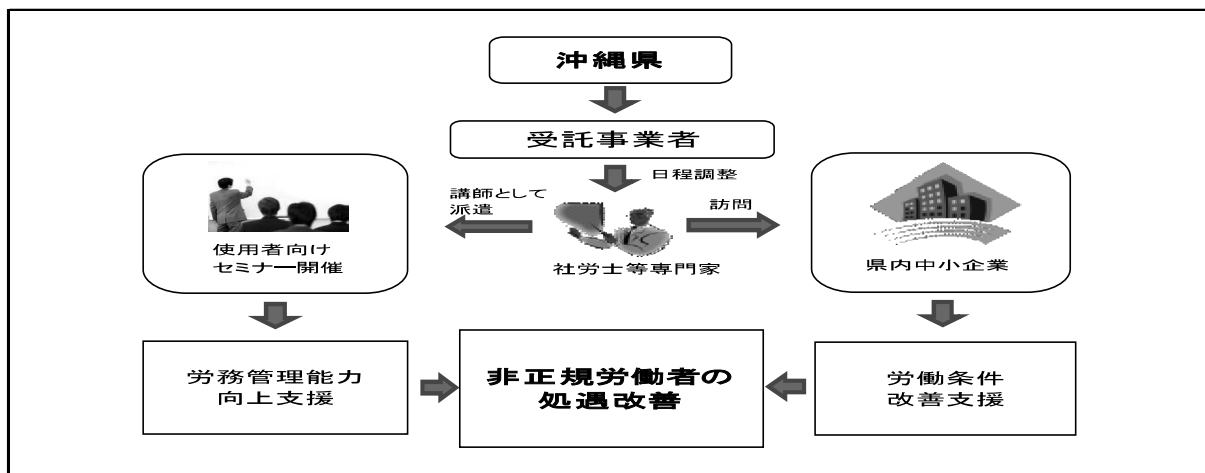 沖縄県
受託事業者
日程調整
講師として
派遣
訪問
使用者向け
セミナー開催
社労士等専門家
県内中小企業
労務管理能力
向上支援
非正規労働者の
処遇改善
労働条件
改善支援